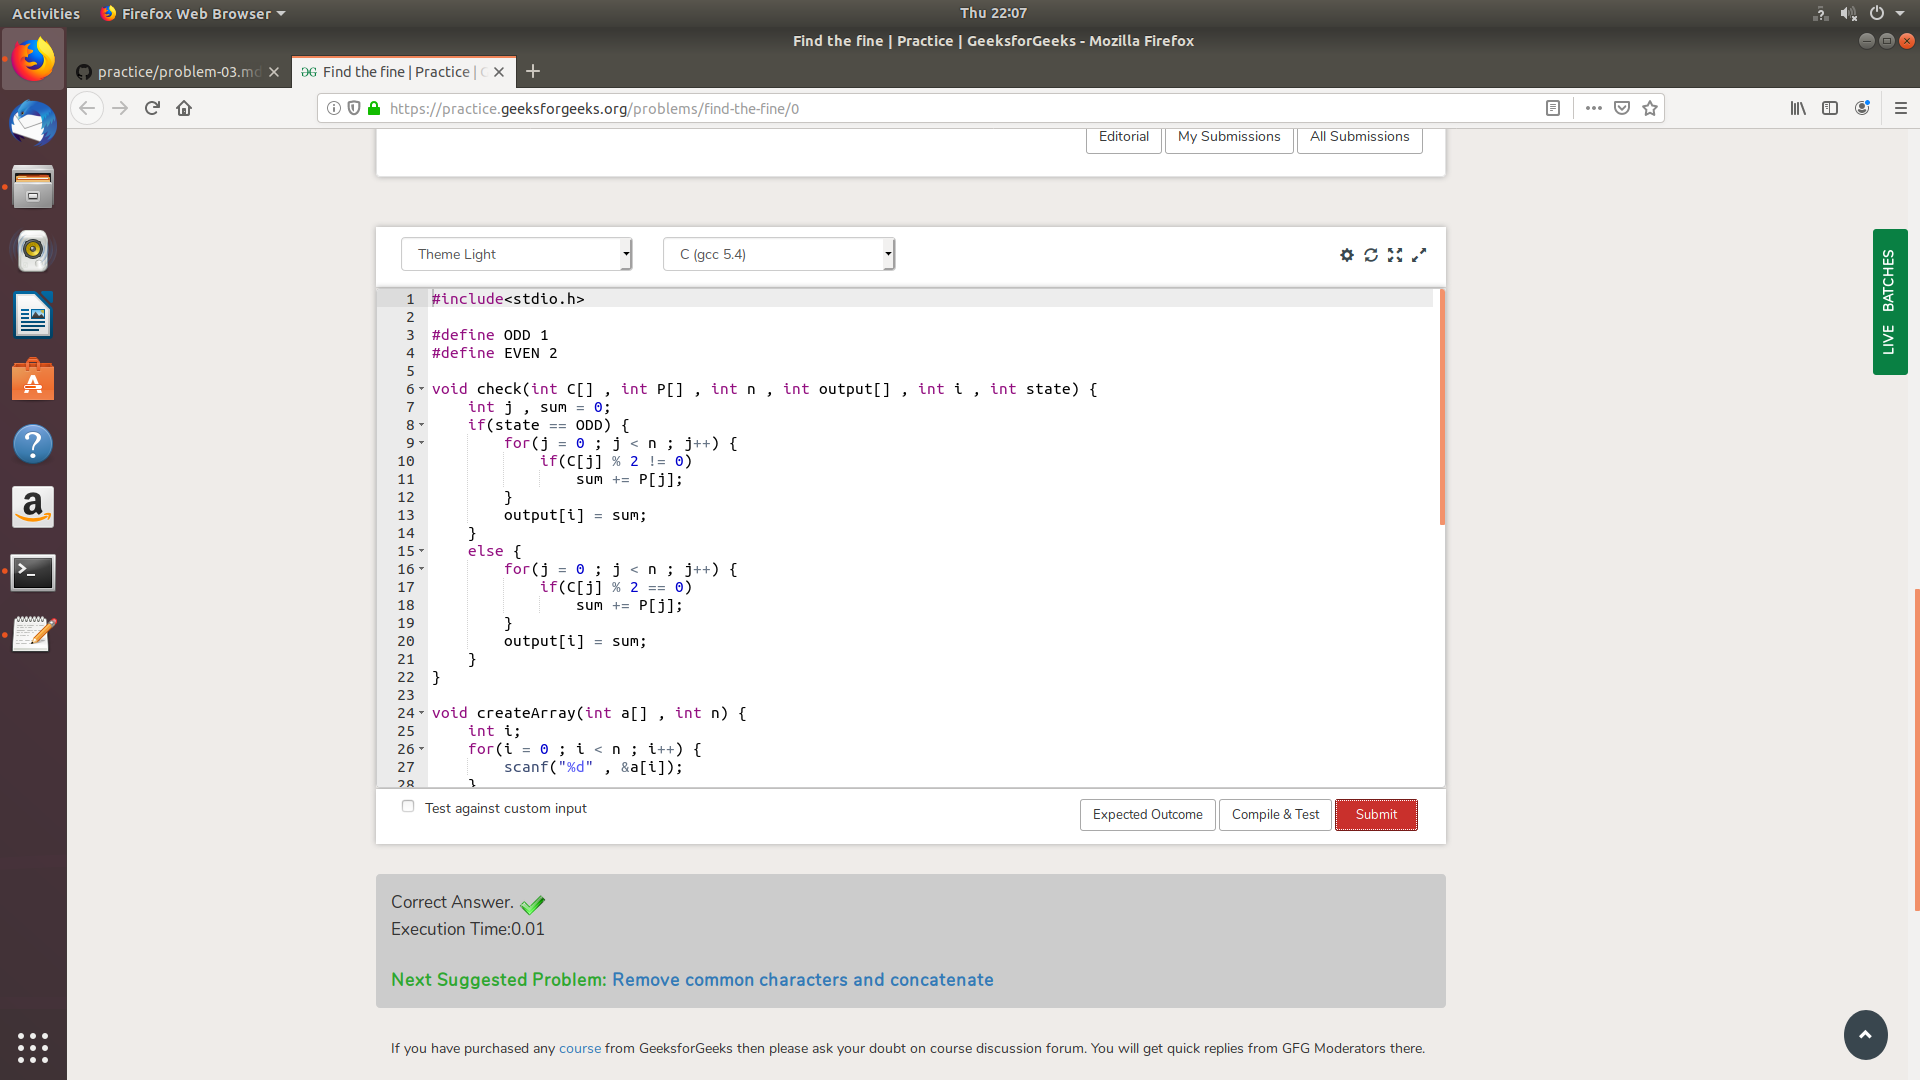 Activities
Firefox Web Browser
Thu 22:07
Find the fine | Practice | GeeksforGeeks - Mozilla Firefox
practice/problem-03.md
Find the fine | Practice |
https://practice.geeksforgeeks.org/problems/find-the-fine/0
Editorial
My Submissions
All Submissions
Theme Light
C (gcc 5.4)
LIVE BATCHES
1 #include<stdio.h>
2
3 #define ODD 1
4 #define EVEN 2
5
6 void check(int C[] , int P[] , int n , int output[] , int i , int state) {
7 int j , sum = 0;
8 if(state == ODD) {
9 for(j = 0 ; j < n ; j++) {
10 if(C[j] % 2 != 0)
11 sum += P[j];
12 }
13 output[i] = sum;
14 }
15 else {
16 for(j = 0 ; j < n ; j++) {
17 if(C[j] % 2 == 0)
18 sum += P[j];
19 }
20 output[i] = sum;
21 }
22 }
23
24 void createArray(int a[] , int n) {
25 int i;
26 for(i = 0 ; i < n ; i++) {
27 scanf("%d" , &a[i]);
28 }
Test against custom input
Expected Outcome
Compile & Test
Submit
Correct Answer.
Execution Time:0.01
Next Suggested Problem: Remove common characters and concatenate
If you have purchased any course from GeeksforGeeks then please ask your doubt on course discussion forum. You will get quick replies from GFG Moderators there.